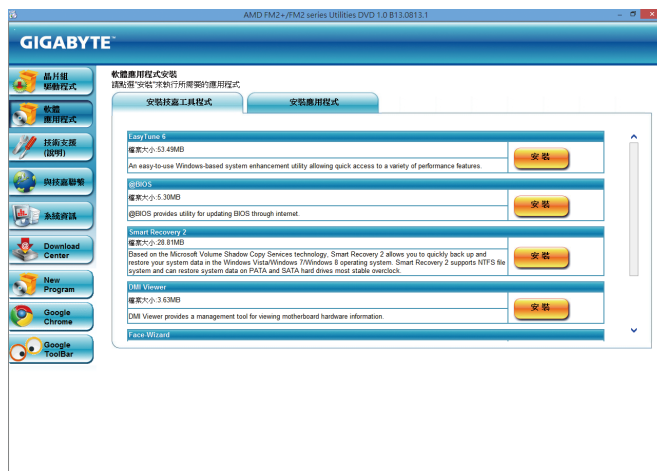 AMD FM2+/FM2 series Utilities DVD 1.0 B13.0813.1
GIGABYTE™
晶片組
驅動程式
軟體
應用程式
技術支援
(說明)
與技嘉聯繫
系統資訊
Download
Center
New
Program
Google
Chrome
Google
ToolBar
軟體應用程式安裝
請點選"安裝"來執行所需要的應用程式
安裝技嘉工具程式
安裝應用程式
EasyTune 6
檔案大小:53.49MB
An easy-to-use Windows-based system enhancement utility allowing quick access to a variety of performance features.
安裝
@BIOS
檔案大小:5.30MB
@BIOS provides utility for updating BIOS through internet.
安裝
Smart Recovery 2
檔案大小:28.81MB
Based on the Microsoft Volume Shadow Copy Services technology, Smart Recovery 2 allows you to quickly back up and
restore your system data in the Windows Vista/Windows 7/Windows 8 operating system. Smart Recovery 2 supports NTFS file
system and can restore system data on PATA and SATA hard drives most stable overclock.
安裝
DMI Viewer
檔案大小:3.63MB
DMI Viewer provides a management tool for viewing motherboard hardware information.
安裝
Face Wizard